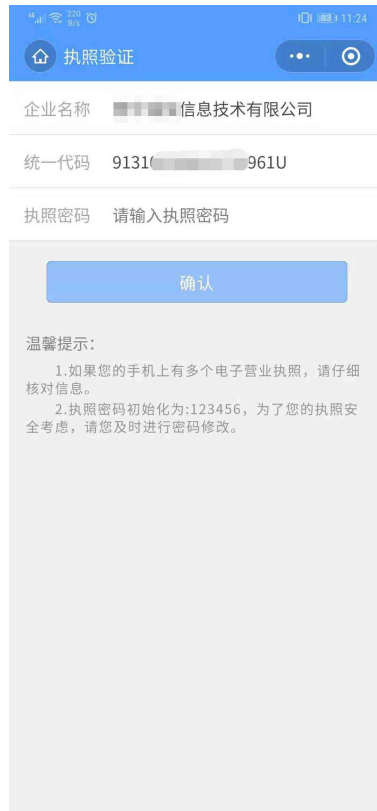 46 220 B/s 83 11:24
执照验证
企业名称 信息技术有限公司
统一代码 9131 961U
执照密码 请输入执照密码
确认
温馨提示：
1.如果您的手机上有多个电子营业执照，请仔细
核对信息。
2.执照密码初始化为:123456，为了您的执照安
全考虑，请您及时进行密码修改。